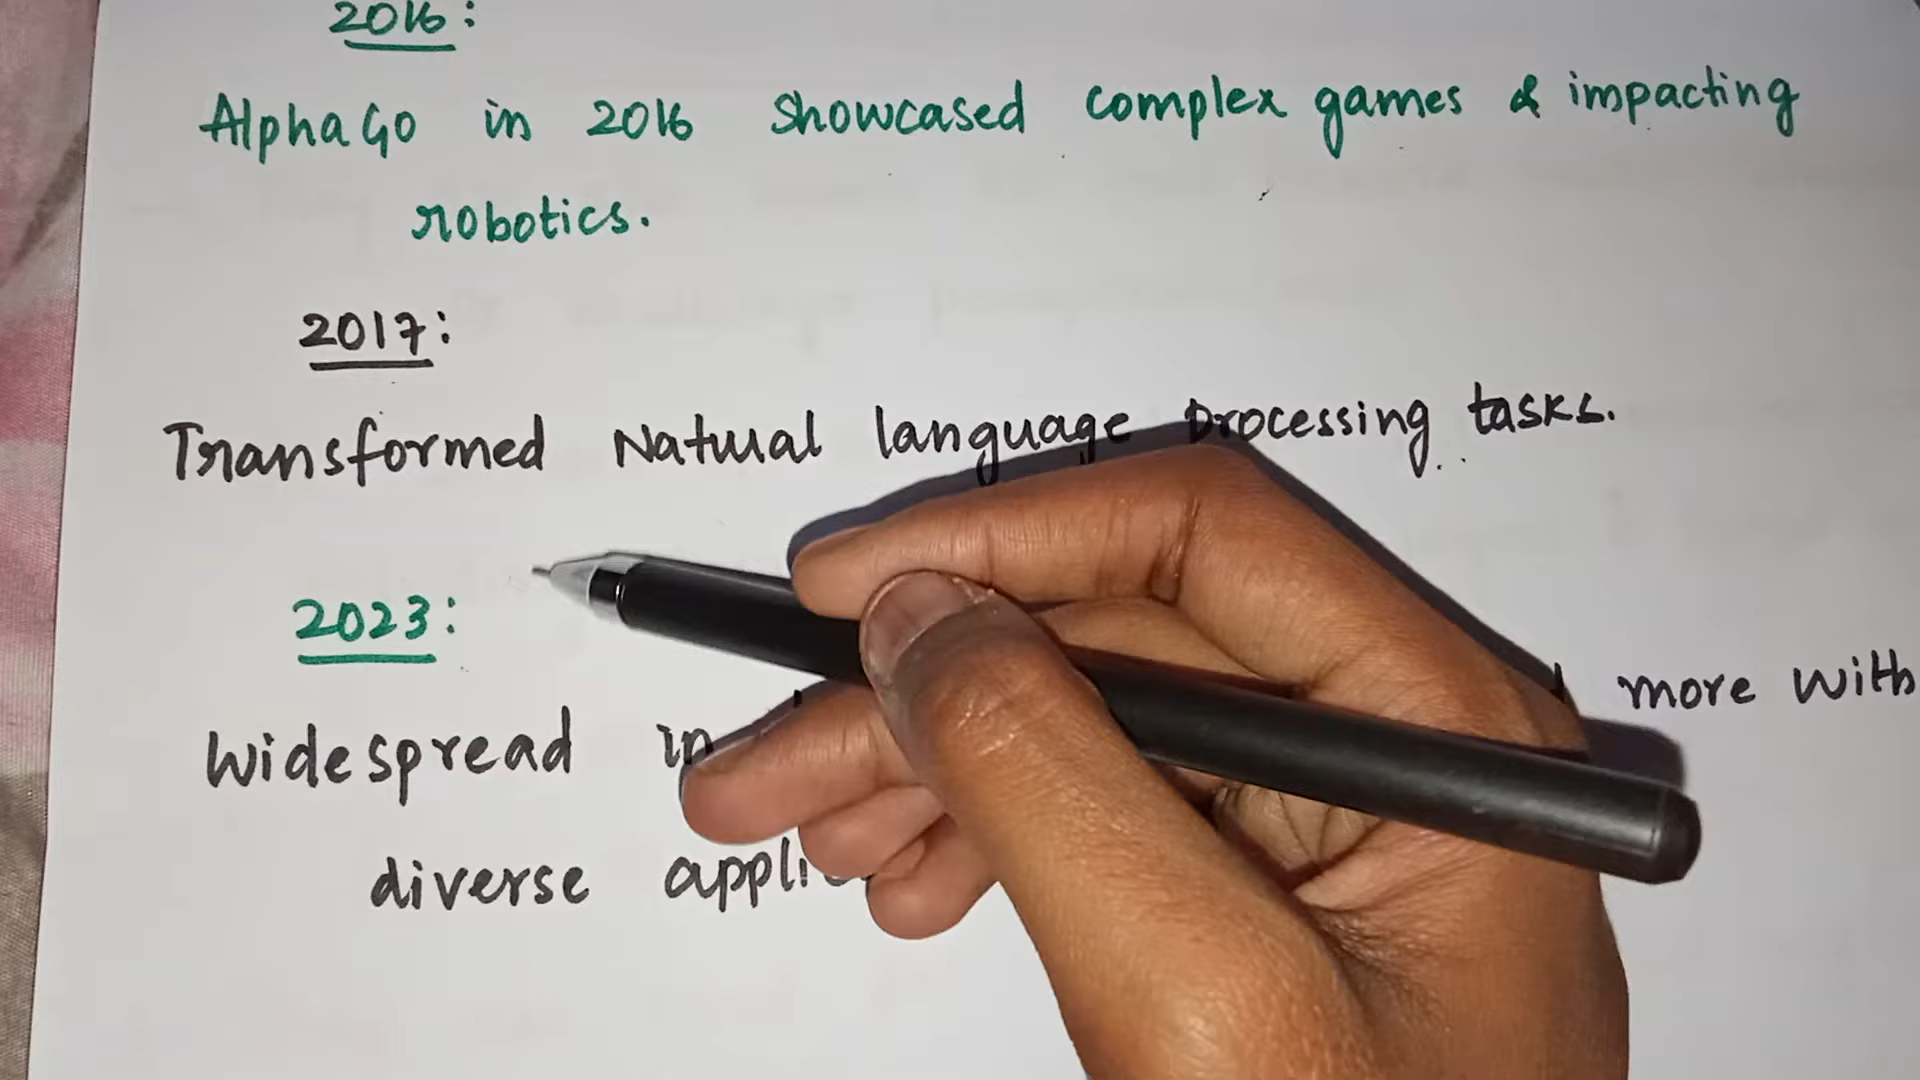 2016:
AlphaGo in 2016 showcased complex games & impacting
robotics.
2017:
Transformed Natural language processing tasks.
2023:
Widespread more with
diverse